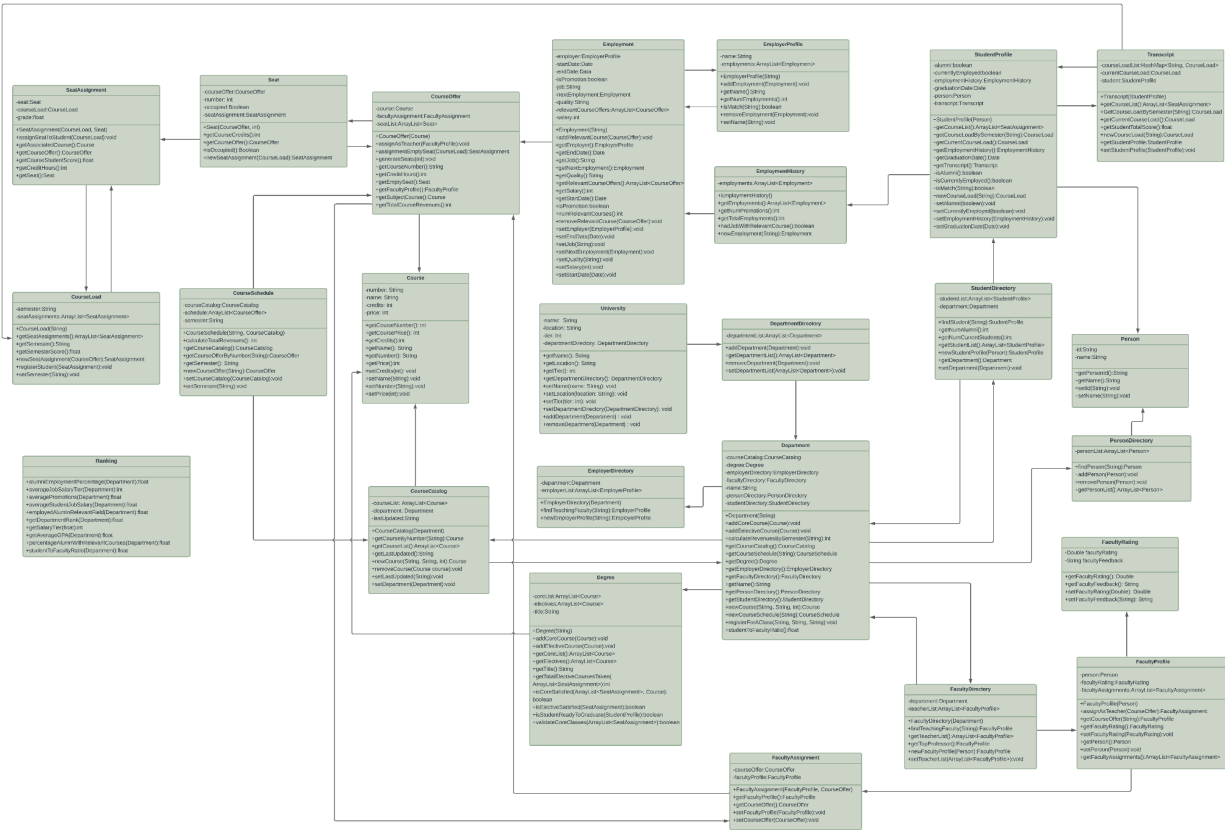 SeatAssignment
-seat:Seat
-courseLoad:CourseLoad
-grade:float
+SeatAssignment(CourseLoad, Seat)
+assignSeatToStudent(CourseLoad):void
+getAssociatedCourse():Course
+getCourseOffer():CourseOffer
+getCourseStudentScore():float
+getCreditHours():int
+getSeat():Seat
Seat
-courseOffer:CourseOffer
-number: int
-occupied:Boolean
-seatAssignment:SeatAssignment
+Seat(CourseOffer, int)
+getCourseCredits():int
+getCourseOffer():CourseOffer
+isOccupied():Boolean
+newSeatAssignment(CourseLoad):SeatAssignment
CourseOffer
-course:Course
-facultyAssignment:FacultyAssignment
-seatList:ArrayList<Seat>
+CourseOffer(Course)
+assignAsTeacher(FacultyProfile):void
+assignmentEmptySeat(CourseLoad):SeatAssignment
+generateSeats(int):void
+getCourseNumber():String
+getCreditHours():int
+getEmptySeat():Seat
+getFacultyProfile():FacultyProfile
+getSubjectCourse():Course
+getTotalCourseRevenues():int
Employment
-employer:EmployerProfile
-startDate:Date
-endDate:Data
-isPromotion:boolean
-job:String
-nextEmployment:Employment
-quality:String
-relevantCourseOffers:ArrayList<CourseOffer>
-salary:int
+Employment(String)
+addRelevantCourse(CourseOffer):void
+getEmployer():EmployerProfile
+getEndDate():Date
+getJob():String
+getNextEmployment():Employment
+getQuality():String
+getRelevantCourseOffers():ArrayList<CourseOffer>
+getSalary():int
+getStartDate():Date
+isPromotion:boolean
+numRelevantCourses():int
+removeRelevantCourse(CourseOffer):void
+setEmployer(EmployerProfile):void
+setEndDate(Date):void
+setJob(String):void
+setNextEmployment(Employment):void
+setQuality(String):void
+setSalary(int):void
+setStartDate(Date):void
EmployerProfile
-name:String
-employments:ArrayList<Employment>
+EmployerProfile(String)
+addEmployment(Employment):void
+getName():String
+getNumEmployments():int
+isMatch(String):boolean
+removeEmployment(Employment):void
+setName(String):void
EmploymentHistory
-employments:ArrayList<Employment>
+EmploymentHistory()
+getEmployments():ArrayList<Employment>
+getNumPromotions():int
+getTotalEmployments():int
+hadJobWithRelevantCourse():boolean
+newEmployment(String):Employment
StudentProfile
-alumni:boolean
-currentlyEmployed:boolean
-employmentHistory:EmploymentHistory
-graduationDate:Date
-person:Person
-transcript:Transcript
+StudentProfile(Person)
+getCourseList():ArrayList<SeatAssignment>
+getCourseLoadBySemester(String):CourseLoad
+getCurrentCourseLoad():CourseLoad
+getEmploymentHistory():EmploymentHistory
+getGraduationDate():Date
+getTranscript():Transcript
+isAlumni():boolean
+isCurrentlyEmployed():boolean
+isMatch(String):boolean
+newCourseLoad(String):CourseLoad
+setAlumni(boolean):void
+setCurrentlyEmployed(boolean):void
+setEmploymentHistory(EmploymentHistory):void
+setGraduationDate(Date):void
Transcript
-courseLoadList:HashMap<String, CourseLoad>
-currentCourseLoad:CourseLoad
-student:StudentProfile
+Transcript(StudentProfile)
+getCourseList():ArrayList<SeatAssignment>
+GetCourseLoadBySemester(String):CourseLoad
+getCurrentCourseLoad():CourseLoad
+getStudentTotalScore():float
+newCourseLoad(String):CourseLoad
+getStudentProfile:StudentProfile
+setStudentProfile(StudentProfile):void
CourseLoad
-semester:String
-seatAssignments:ArrayList<SeatAssignment>
+CourseLoad(String)
+getSeatAssignments():ArrayList<SeatAssignment>
+getSemester():String
+getSemesterScore():float
+newSeatAssignment(CourseOffer):SeatAssignment
+registerStudent(SeatAssignment):void
+setSemester(String):void
CourseSchedule
-courseCatalog:CourseCatalog
-schedule:ArrayList<CourseOffer>
-semester:String
+CourseSchedule(String, CourseCatalog)
+calculateTotalRevenues(): int
+getCourseCatalog():CourseCatalog
+getCourseOfferByNumber(String):CourseOffer
+getSemester(): String
+newCourseOffer(String):CourseOffer
+setCourseCatalog(CourseCatalog):void
+setSemester(String):void
Course
-number: String
-name: String
-credits: int
-price: int
+getCourseNumber(): int
+getCoursePrice(): int
+getCredits():int
+getName(): String
+getNumber(): String
+getPrice():int
+setCredits(int):void
+setName(String):void
+setNumber(String):void
+setPrice(int):void
University
-name: String
-location: String
-tier: int
-departmentDirectory: DepartmentDirectory
+getName(): String
+getLocation(): String
+getTier(): int
+getDepartmentDirectory(): DepartmentDirectory
+setName(name: String): void
+setLocation(location: String): void
+setTier(tier: int): void
+setDepartmentDirectory(DepartmentDirectory): void
+addDepartment(Department) : void
+removeDepartment(Department) : void
DepartmentDirectory
-departmentList:ArrayList<Department>
+addDepartment(Department):void
+getDepartmentList():ArrayList<Department>
-removeDepartment(Department):void
+setDepartmentList(ArrayList<Department>):void
StudentDirectory
-studentList:ArrayList<StudentProfile>
-department:Department
+findStudent(String):StudentProfile
+getNumAlumni():int
+getNumCurrentStudents():int
+getStudentList():ArrayList<StudentProfile>
+newStudentProfile(Person):StudentProfile
+getDepartment():Department
+setDepartment(Department):void
Person
-id:String
-name:String
+getPersonId():String
+getName():String
+setId(String):void
+setName(String):void
PersonDirectory
-personList:ArrayList<Person>
+findPerson(String):Person
+addPerson(Person):void
+removePerson(Person):void
-getPersonList():ArrayList<Person>
Ranking
+alumniEmploymentPercentage(Department):float
+averageJobSalaryTier(Department):int
+averagePromotions(Department):float
+averageStudentJobSalary(Department):float
+employedAlumInRelevantField(Department):float
+getDepartmentRank(Department):float
+getSalaryTier(float):int
+getAverageGPA(Department):float
+percentageAlumWithRelevantCourses(Department):float
+studentToFacultyRatio(Department):float
CourseCatalog
-courseList: ArrayList<Course>
-department: Department
-lastUpdated:String
+CourseCatalog(Department)
+getCourseByNumber(String):Course
+getCourseList():ArrayList<Course>
+getLastUpdated():String
+newCourse(String, String, int):Course
+removeCourse(Course course):void
+setLastUpdated(String):void
+setDepartment(Department):void
EmployerDirectory
-department:Department
-employerList:ArrayList<EmployerProfile>
+EmployerDirectory(Department)
+findTeachingFaculty(String):EmployerProfile
+newEmployerProfile(String):EmployerProfile
Department
-courseCatalog:CourseCatalog
-degree:Degree
-employerDirectory:EmployerDirectory
-facultyDirectory:FacultyDirectory
-name:String
-personDirectory:PersonDirectory
-studentDirectory:StudentDirectory
+Department(String)
+addCoreCourse(Course):void
+addElectiveCourse(Course):void
+calculateRevenuesBySemester(String):int
+getCourseCatalog():CourseCatalog
+getCourseSchedule(String):CourseSchedule
+getDegree():Degree
+getEmployerDirectory():EmployerDirectory
+getFacultyDirectory():FacultyDirectory
+getName():String
+getPersonDirectory():PersonDirectory
+getStudentDirectory():StudentDirectory
+newCourse(String, String, int):Course
+newCourseSchedule(String):CourseSchedule
+registerForAClass(String, String, String):void
+studentToFacultyRatio():float
FacultyRating
-Double facultyRating
-String facultyFeedback
+getFacultyRating(): Double
+getFacultyFeedback(): String
+setFacultyRating(Double): Double
+setFacultyFeedback(String): String
Degree
-coreList:ArrayList<Course>
-electives:ArrayList<Course>
-title:String
+Degree(String)
+addCoreCourse(Course):void
+addElectiveCourse(Course):void
+getCoreList():ArrayList<Course>
+getElectives():ArrayList<Course>
+getTitle():String
+getTotalElectiveCoursesTaken(
ArrayList<SeatAssignment>):int
+isCoreSatisfied(ArrayList<SeatAssignment>, Course):
boolean
+isElectiveSatisfied(SeatAssignment):boolean
+isStudentReadyToGraduate(StudentProfile):boolean
+validateCoreClasses(ArrayList<SeatAssignment>):boolean
FacultyDirectory
-department:Department
-teacherList:ArrayList<FacultyProfile>
+FacultyDirectory(Department)
+findTeachingFaculty(String):FacultyProfile
+getTeacherList():ArrayList<FacultyProfile>
+getTopProfessor():FacultyProfile
+newFacultyProfile(Person):FacultyProfile
+setTeacherList(ArrayList<FacultyProfile>):void
FacultyProfile
-person:Person
-facultyRating:FacultyRating
-facultyAssignments:ArrayList<FacultyAssignment>
+FacultyProfile(Person)
+assignAsTeacher(CourseOffer):FacultyAssignment
+getCourseOffer(String):FacultyProfile
+getFacultyRating():FacultyRating
+setFacultyRating(FacultyRating):void
+getPerson():Person
+setPerson(Person):void
+getFacultyAssignments():ArrayList<FacultyAssignment>
FacultyAssignment
-courseOffer:CourseOffer
-facultyProfile:FacultyProfile
+FacultyAssignment(FacultyProfile, CourseOffer)
+getFacultyProfile():FacultyProfile
+getCourseOffer():CourseOffer
+setFacultyProfile(FacultyProfile):void
+setCourseOffer(CourseOffer):void